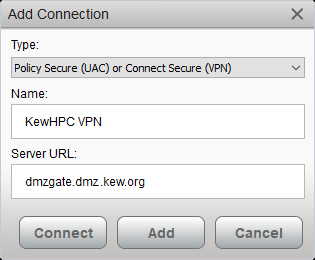 Add Connection
Type:
Policy Secure (UAC) or Connect Secure (VPN)
Name:
KewHPC VPN
Server URL:
dmzgate.dmz.kew.org
Connect Add Cancel